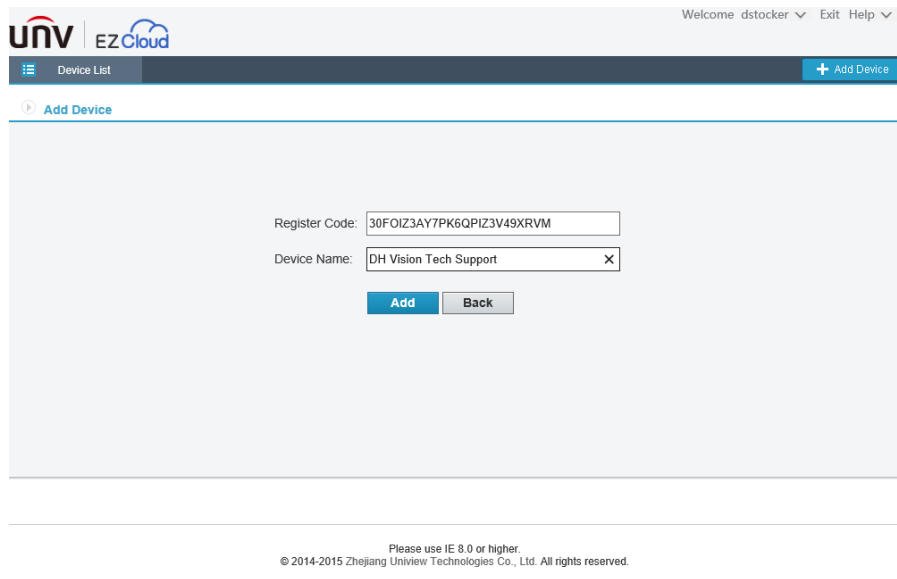 Welcome dstocker Exit Help
unv EZCloud
Device List
Add Device
Add Device
Register Code: 30FOIZ3AY7PK6QPIZ3V49XRVM
Device Name: DH Vision Tech Support
Add Back
Please use IE 8.0 or higher.
© 2014-2015 Zhejiang Uniview Technologies Co., Ltd. All rights reserved.